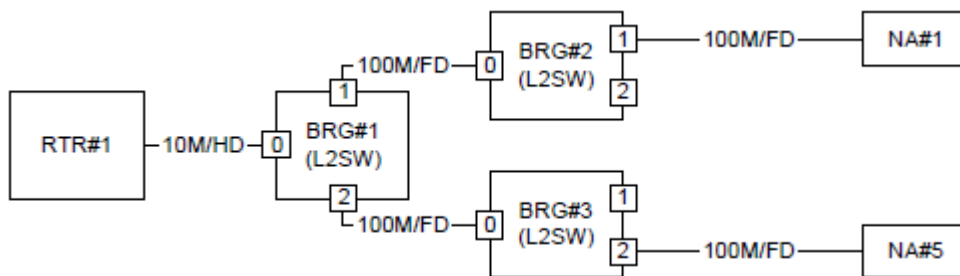 RTR#1
10M/HD
0
BRG#1
(L2SW)
1
2
100M/FD
0
BRG#2
(L2SW)
1
2
100M/FD
NA#1
100M/FD
0
BRG#3
(L2SW)
1
2
100M/FD
NA#5